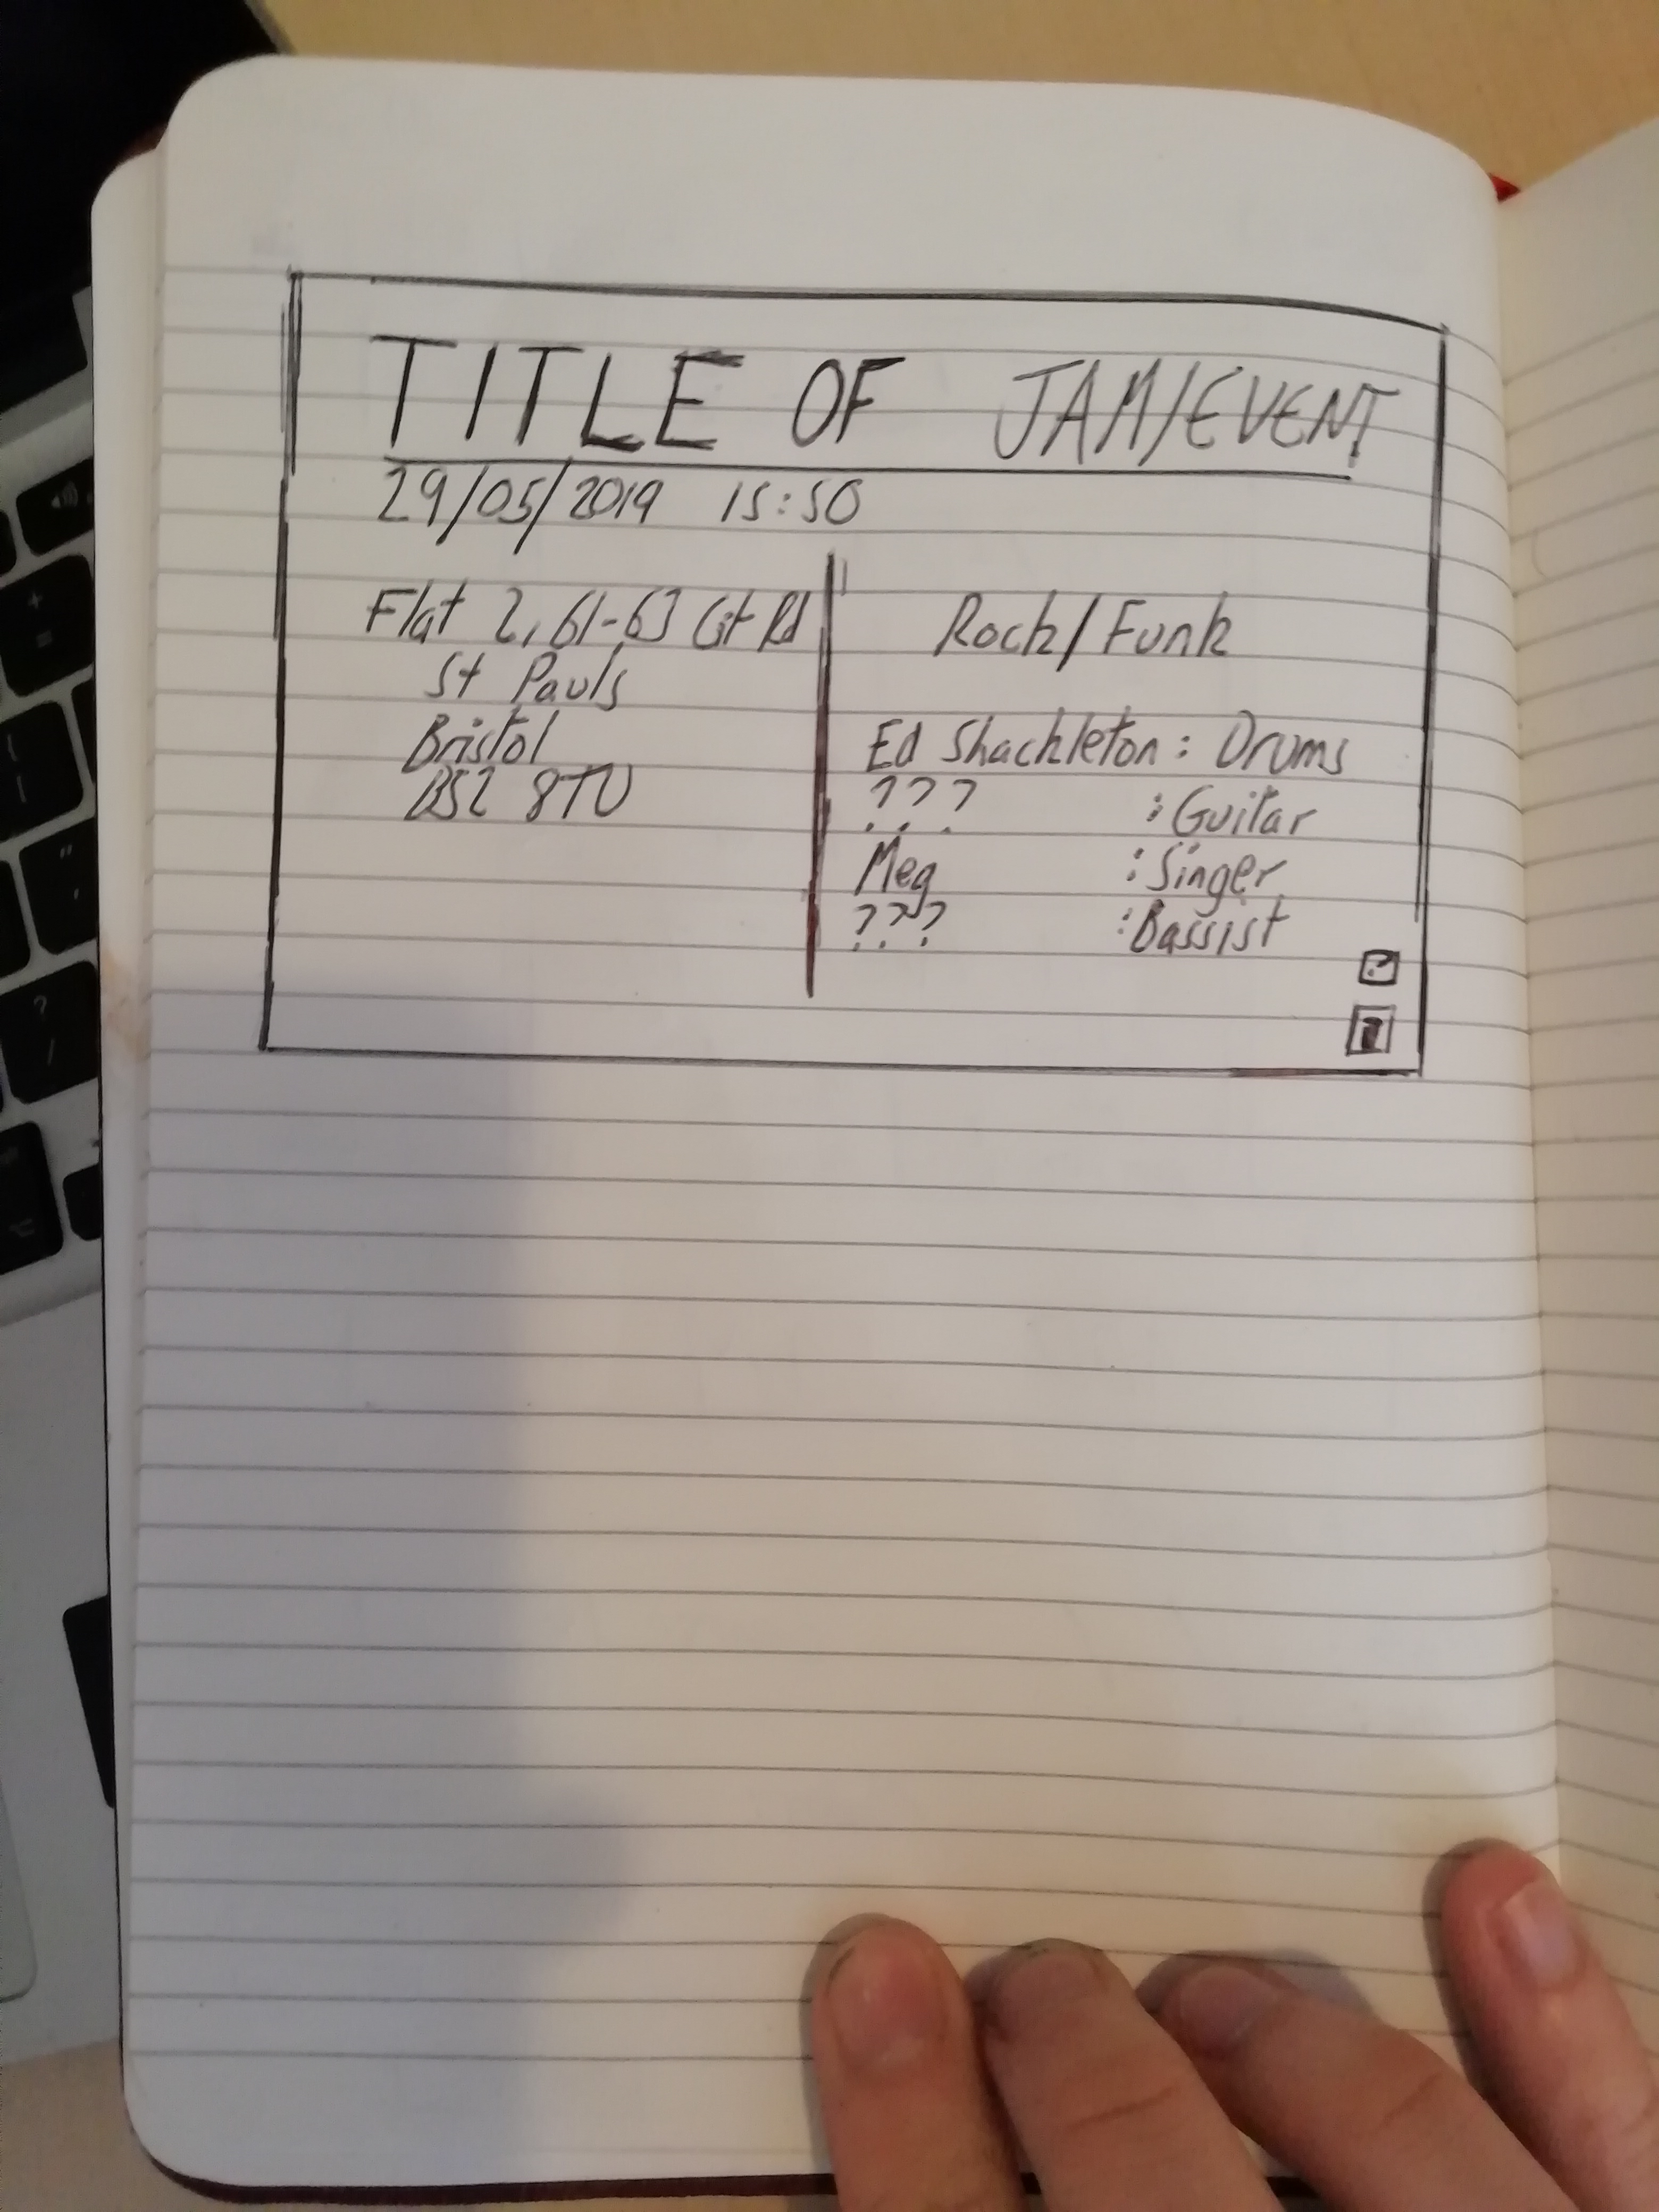 TITLE OF JAM/EVENT
29/05/2019 15:50
Flat 2, 61-63 Git Rd
St Pauls
Bristol
BS2 8TU
Rock/Funk
Ed Shackleton: Drums
??? : Guitar
Meg : Singer
??? : Bassist